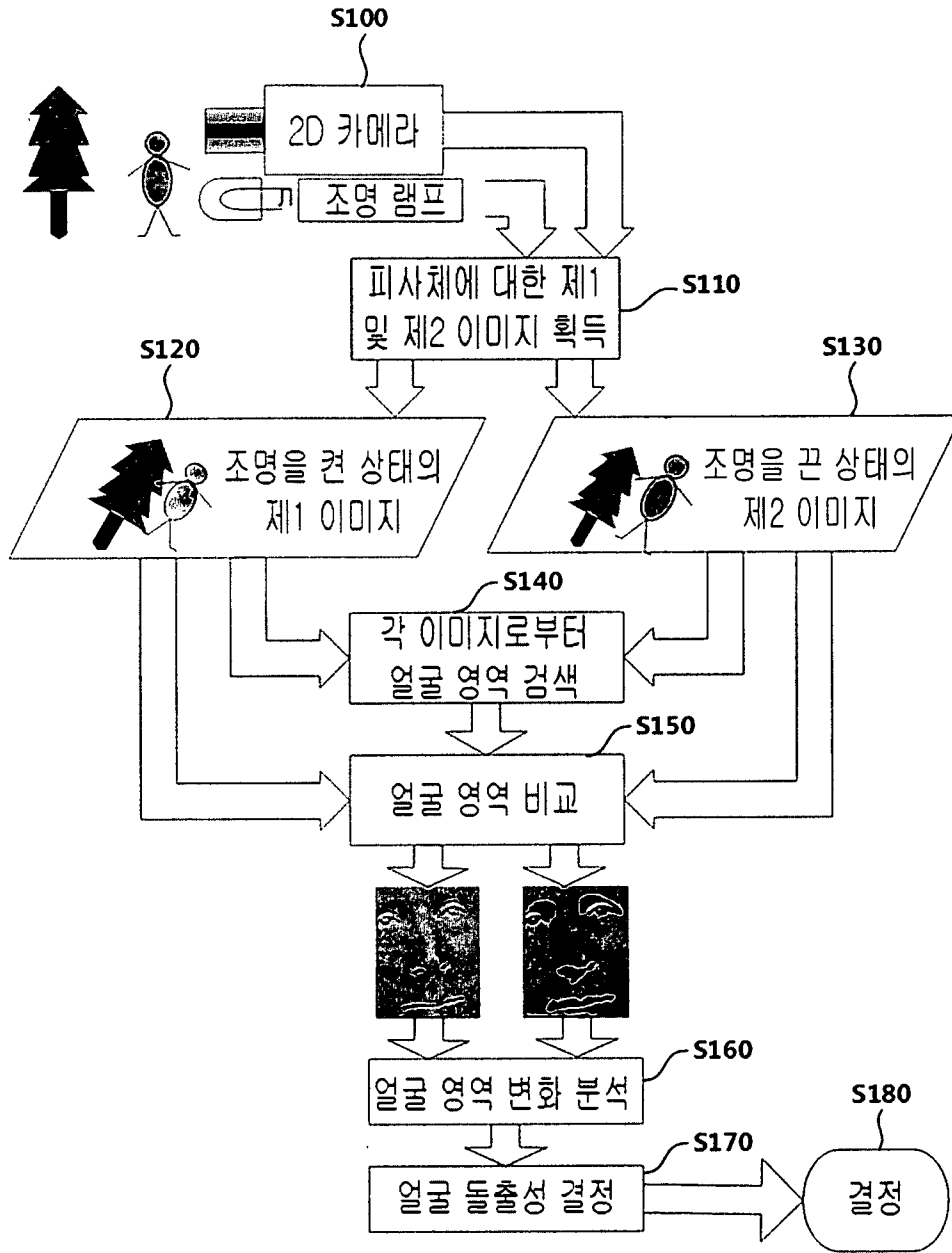 S100
2D 카메라
조명 램프
피사체에 대한 제1
및 제2 이미지 획득
S110
S120
S130
조명을 켠 상태의
제1 이미지
조명을 끈 상태의
제2 이미지
S140
각 이미지로부터
얼굴 영역 검색
S150
얼굴 영역 비교
S160
얼굴 영역 변화 분석
S170
얼굴 돌출성 결정
S180
결정